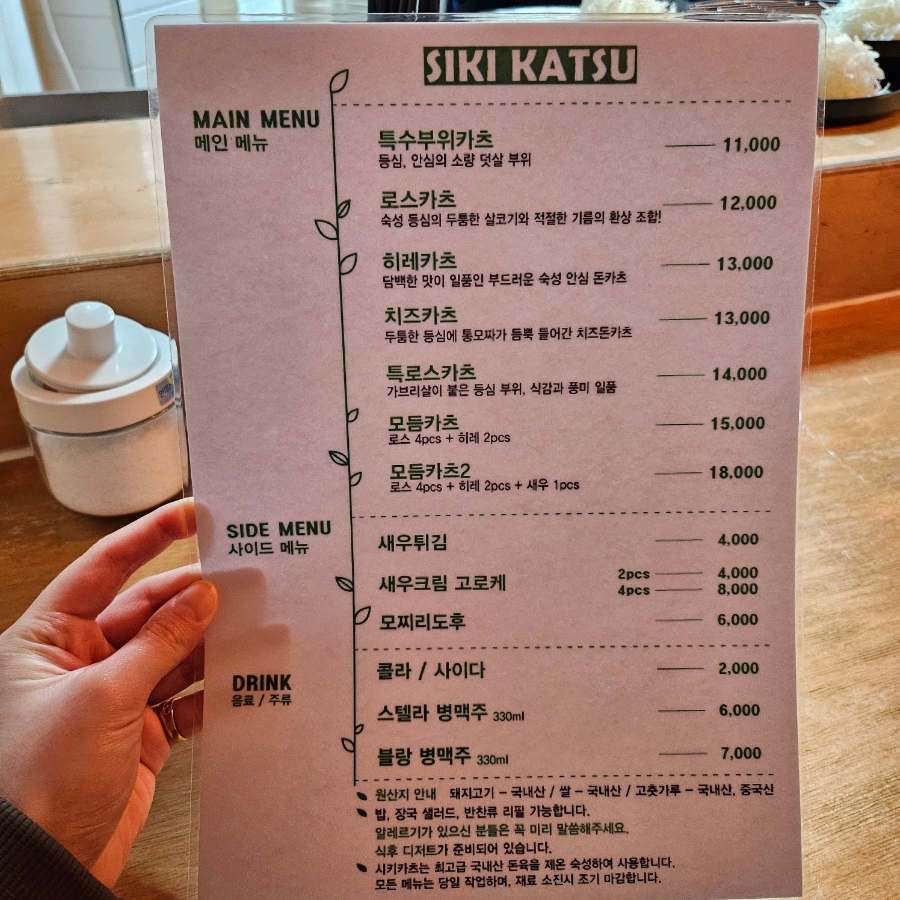 SIKI KATSU
MAIN MENU
메인 메뉴
특수부위카츠 11,000
등심, 안심의 소량 덧살 부위
로스카츠 12,000
숙성 등심의 두툼한 살코기와 적절한 기름의 환상 조합!
히레카츠 13,000
담백한 맛이 일품인 부드러운 숙성 안심 돈카츠
치즈카츠 13,000
두툼한 등심에 통모짜가 듬뿍 들어간 치즈돈카츠
특로스카츠 14,000
가브리살이 붙은 등심 부위, 식감과 풍미 일품
모듬카츠 15,000
로스 4pcs + 히레 2pcs
모듬카츠2 18,000
로스 4pcs + 히레 2pcs + 새우 1pcs
SIDE MENU
사이드 메뉴
새우튀김 4,000
새우크림 고로케 2pcs 4,000
4pcs 8,000
모찌리도후 6,000
DRINK
음료 / 주류
콜라 / 사이다 2,000
스텔라 병맥주 330ml 6,000
블랑 병맥주 330ml 7,000
원산지 안내 돼지고기 - 국내산 / 쌀 - 국내산 / 고춧가루 - 국내산, 중국산
밥, 장국 샐러드, 반찬류 리필 가능합니다.
알레르기가 있으신 분들은 꼭 미리 말씀해주세요.
식후 디저트가 준비되어 있습니다.
시키카츠는 최고급 국내산 돈육을 제온 숙성하여 사용합니다.
모든 메뉴는 당일 작업하며, 재료 소진시 조기 마감합니다.